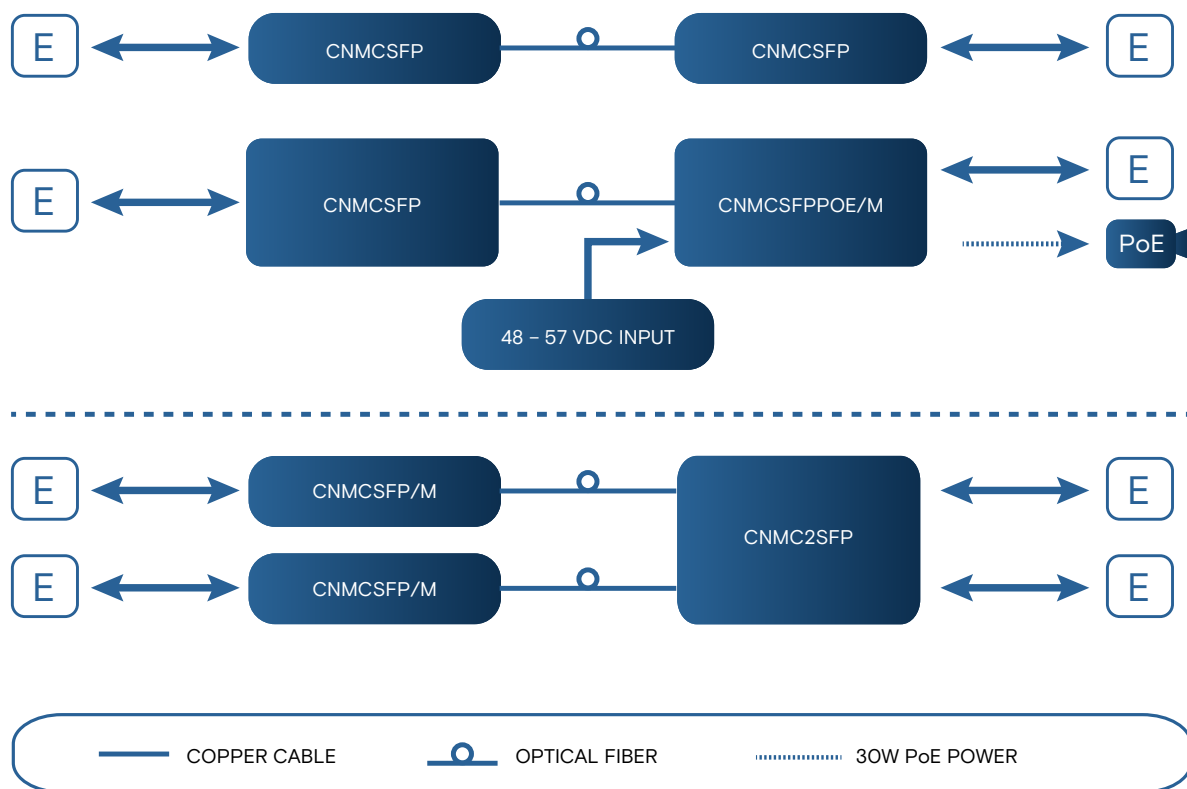 E
CNMCSFP
CNMCSFP
E
E
CNMCSFP
CNMCSFPPOE/M
E
PoE
48 – 57 VDC INPUT
E
CNMCSFP/M
CNMC2SFP
E
E
CNMCSFP/M
E
COPPER CABLE
OPTICAL FIBER
30W PoE POWER